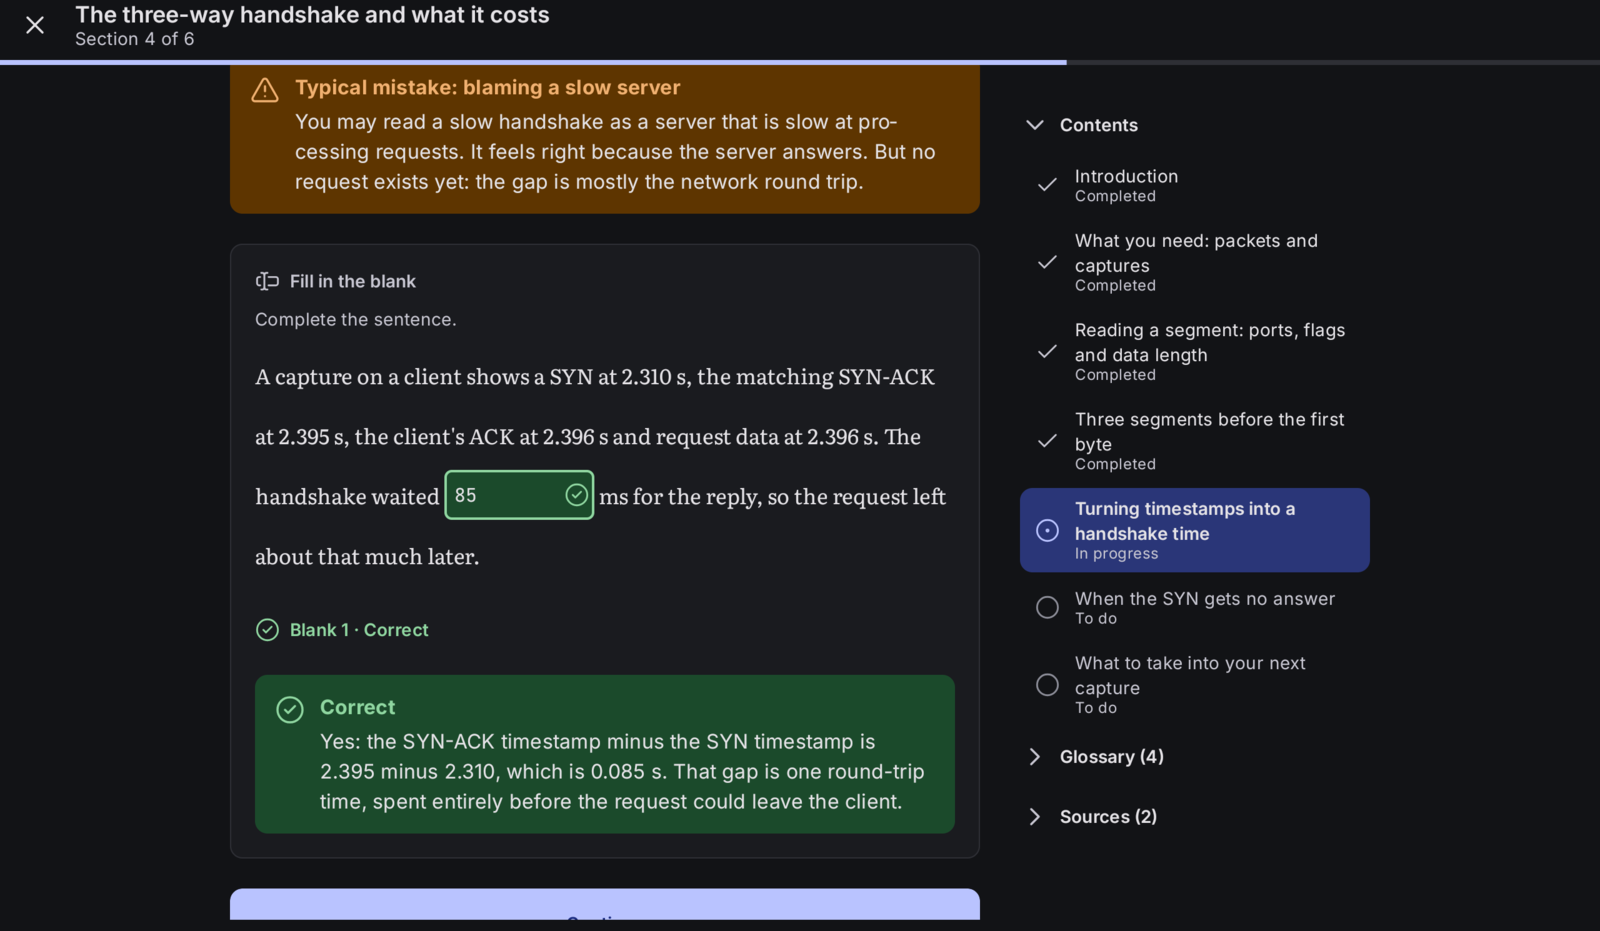 The three-way handshake and what it costs
Section 4 of 6
Typical mistake: blaming a slow server
You may read a slow handshake as a server that is slow at pro-
cessing requests. It feels right because the server answers. But no
request exists yet: the gap is mostly the network round trip.
Fill in the blank
Complete the sentence.
A capture on a client shows a SYN at 2.310 s, the matching SYN-ACK
at 2.395 s, the client's ACK at 2.396 s and request data at 2.396 s. The
handshake waited 85 ms for the reply, so the request left
about that much later.
Blank 1 · Correct
Correct
Yes: the SYN-ACK timestamp minus the SYN timestamp is
2.395 minus 2.310, which is 0.085 s. That gap is one round-trip
time, spent entirely before the request could leave the client.
Contents
Introduction
Completed
What you need: packets and
captures
Completed
Reading a segment: ports, flags
and data length
Completed
Three segments before the first
byte
Completed
Turning timestamps into a
handshake time
In progress
When the SYN gets no answer
To do
What to take into your next
capture
To do
Glossary (4)
Sources (2)